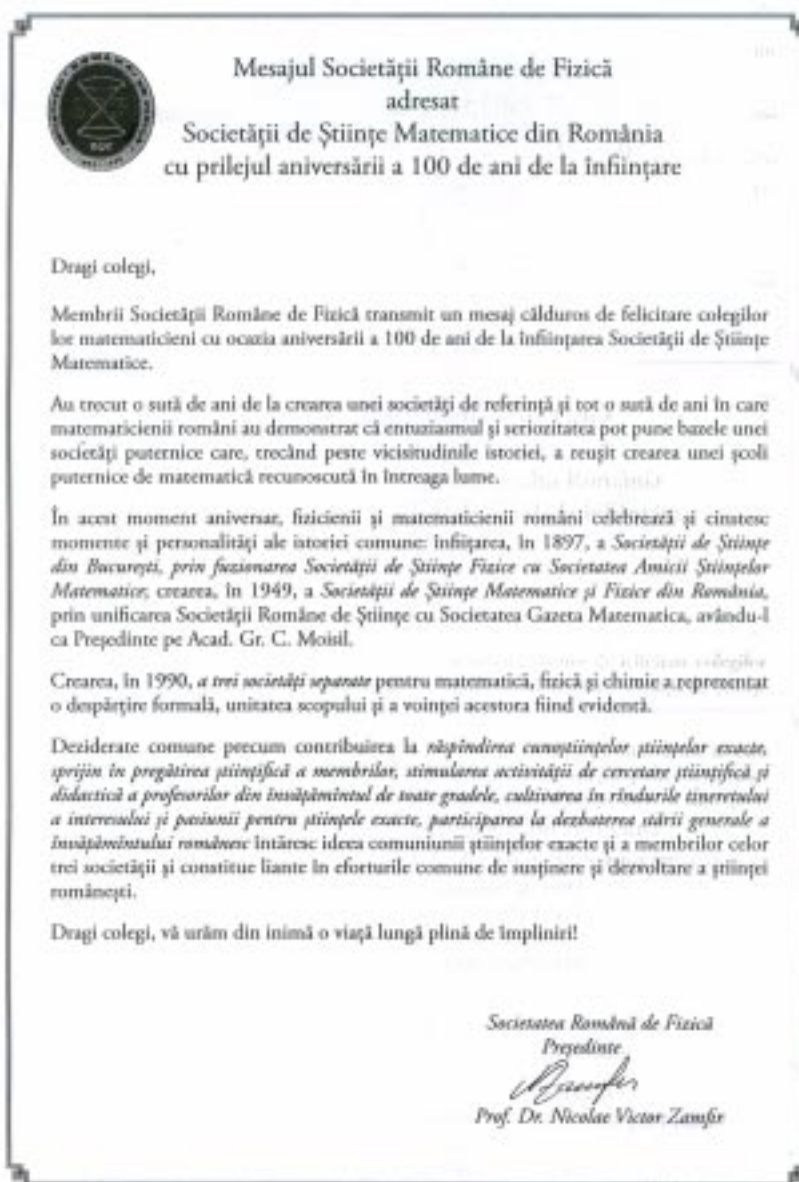 Mesajul Societății Române de Fizică
adresat
Societății de Științe Matematice din România
cu prilejul aniversării a 100 de ani de la înființare
Dragi colegi,
Membrii Societății Române de Fizică transmit un mesaj călduros de felicitare colegilor
lor matematicieni cu ocazia aniversării a 100 de ani de la înființarea Societății de Științe
Matematice.
Au trecut o sută de ani de la crearea unei societăți de referință și tot o sută de ani în care
matematicienii români au demonstrat că entuziasmul și seriozitatea pot pune bazele unei
societăți puternice care, trecând peste vicisitudinile istoriei, a reușit crearea unei școli
puternice de matematică recunoscută în întreaga lume.
În acest moment aniversar, fizicienii și matematicienii români celebrează și cinstesc
momente și personalități ale istoriei comune: înfiițarea, în 1897, a Societății de Științe
din București, prin fuzionarea Societății de Științe Fizice cu Societatea Amicii Științelor
Matematice; crearea, în 1949, a Societății de Științe Matematice și Fizice din România,
prin unificarea Societății Române de Științe cu Societatea Gazeta Matematica, avându-l
ca Președinte pe Acad. Gr. C. Moisil.
Crearea, în 1990, a trei societăți separate pentru matematică, fizică și chimie a reprezentat
o despărțire formală, unitatea scopului și a voinței acestora fiind evidentă.
Deziderate comune precum contribuirea la răspîndirea cunoștiințelor științelor exacte,
sprijin în pregătirea științifică a membrilor, stimularea activității de cercetare științifică și
didactică a profesorilor din învățămîntul de toate gradele, cultivarea în rîndurile tineretului
a interesului și pasiunii pentru științele exacte, participarea la dezbaterea stării generale a
învățămîntului românesc întăresc ideea comuniunii științelor exacte și a membrilor celor
trei societății și constitue liante în eforturile comune de susținere și dezvoltare a științei
românești.
Dragi colegi, vă urăm din inimă o viață lungă plină de împliniri!
Societatea Română de Fizică
Președinte
Prof. Dr. Nicolae Victor Zamfir